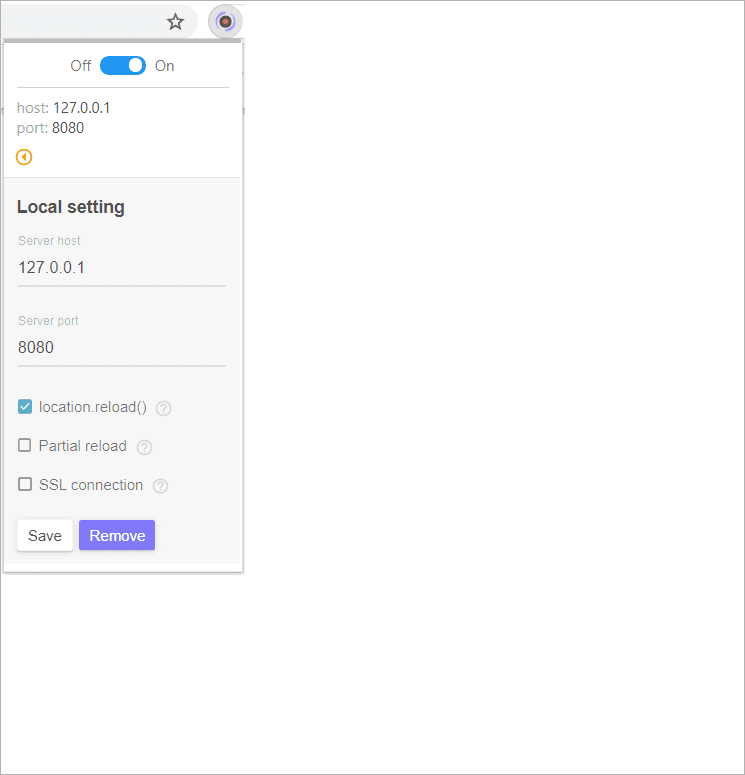 Off On
host: 127.0.0.1
port: 8080
Local setting
Server host
127.0.0.1
Server port
8080
location.reload() ?
Partial reload ?
SSL connection ?
Save Remove